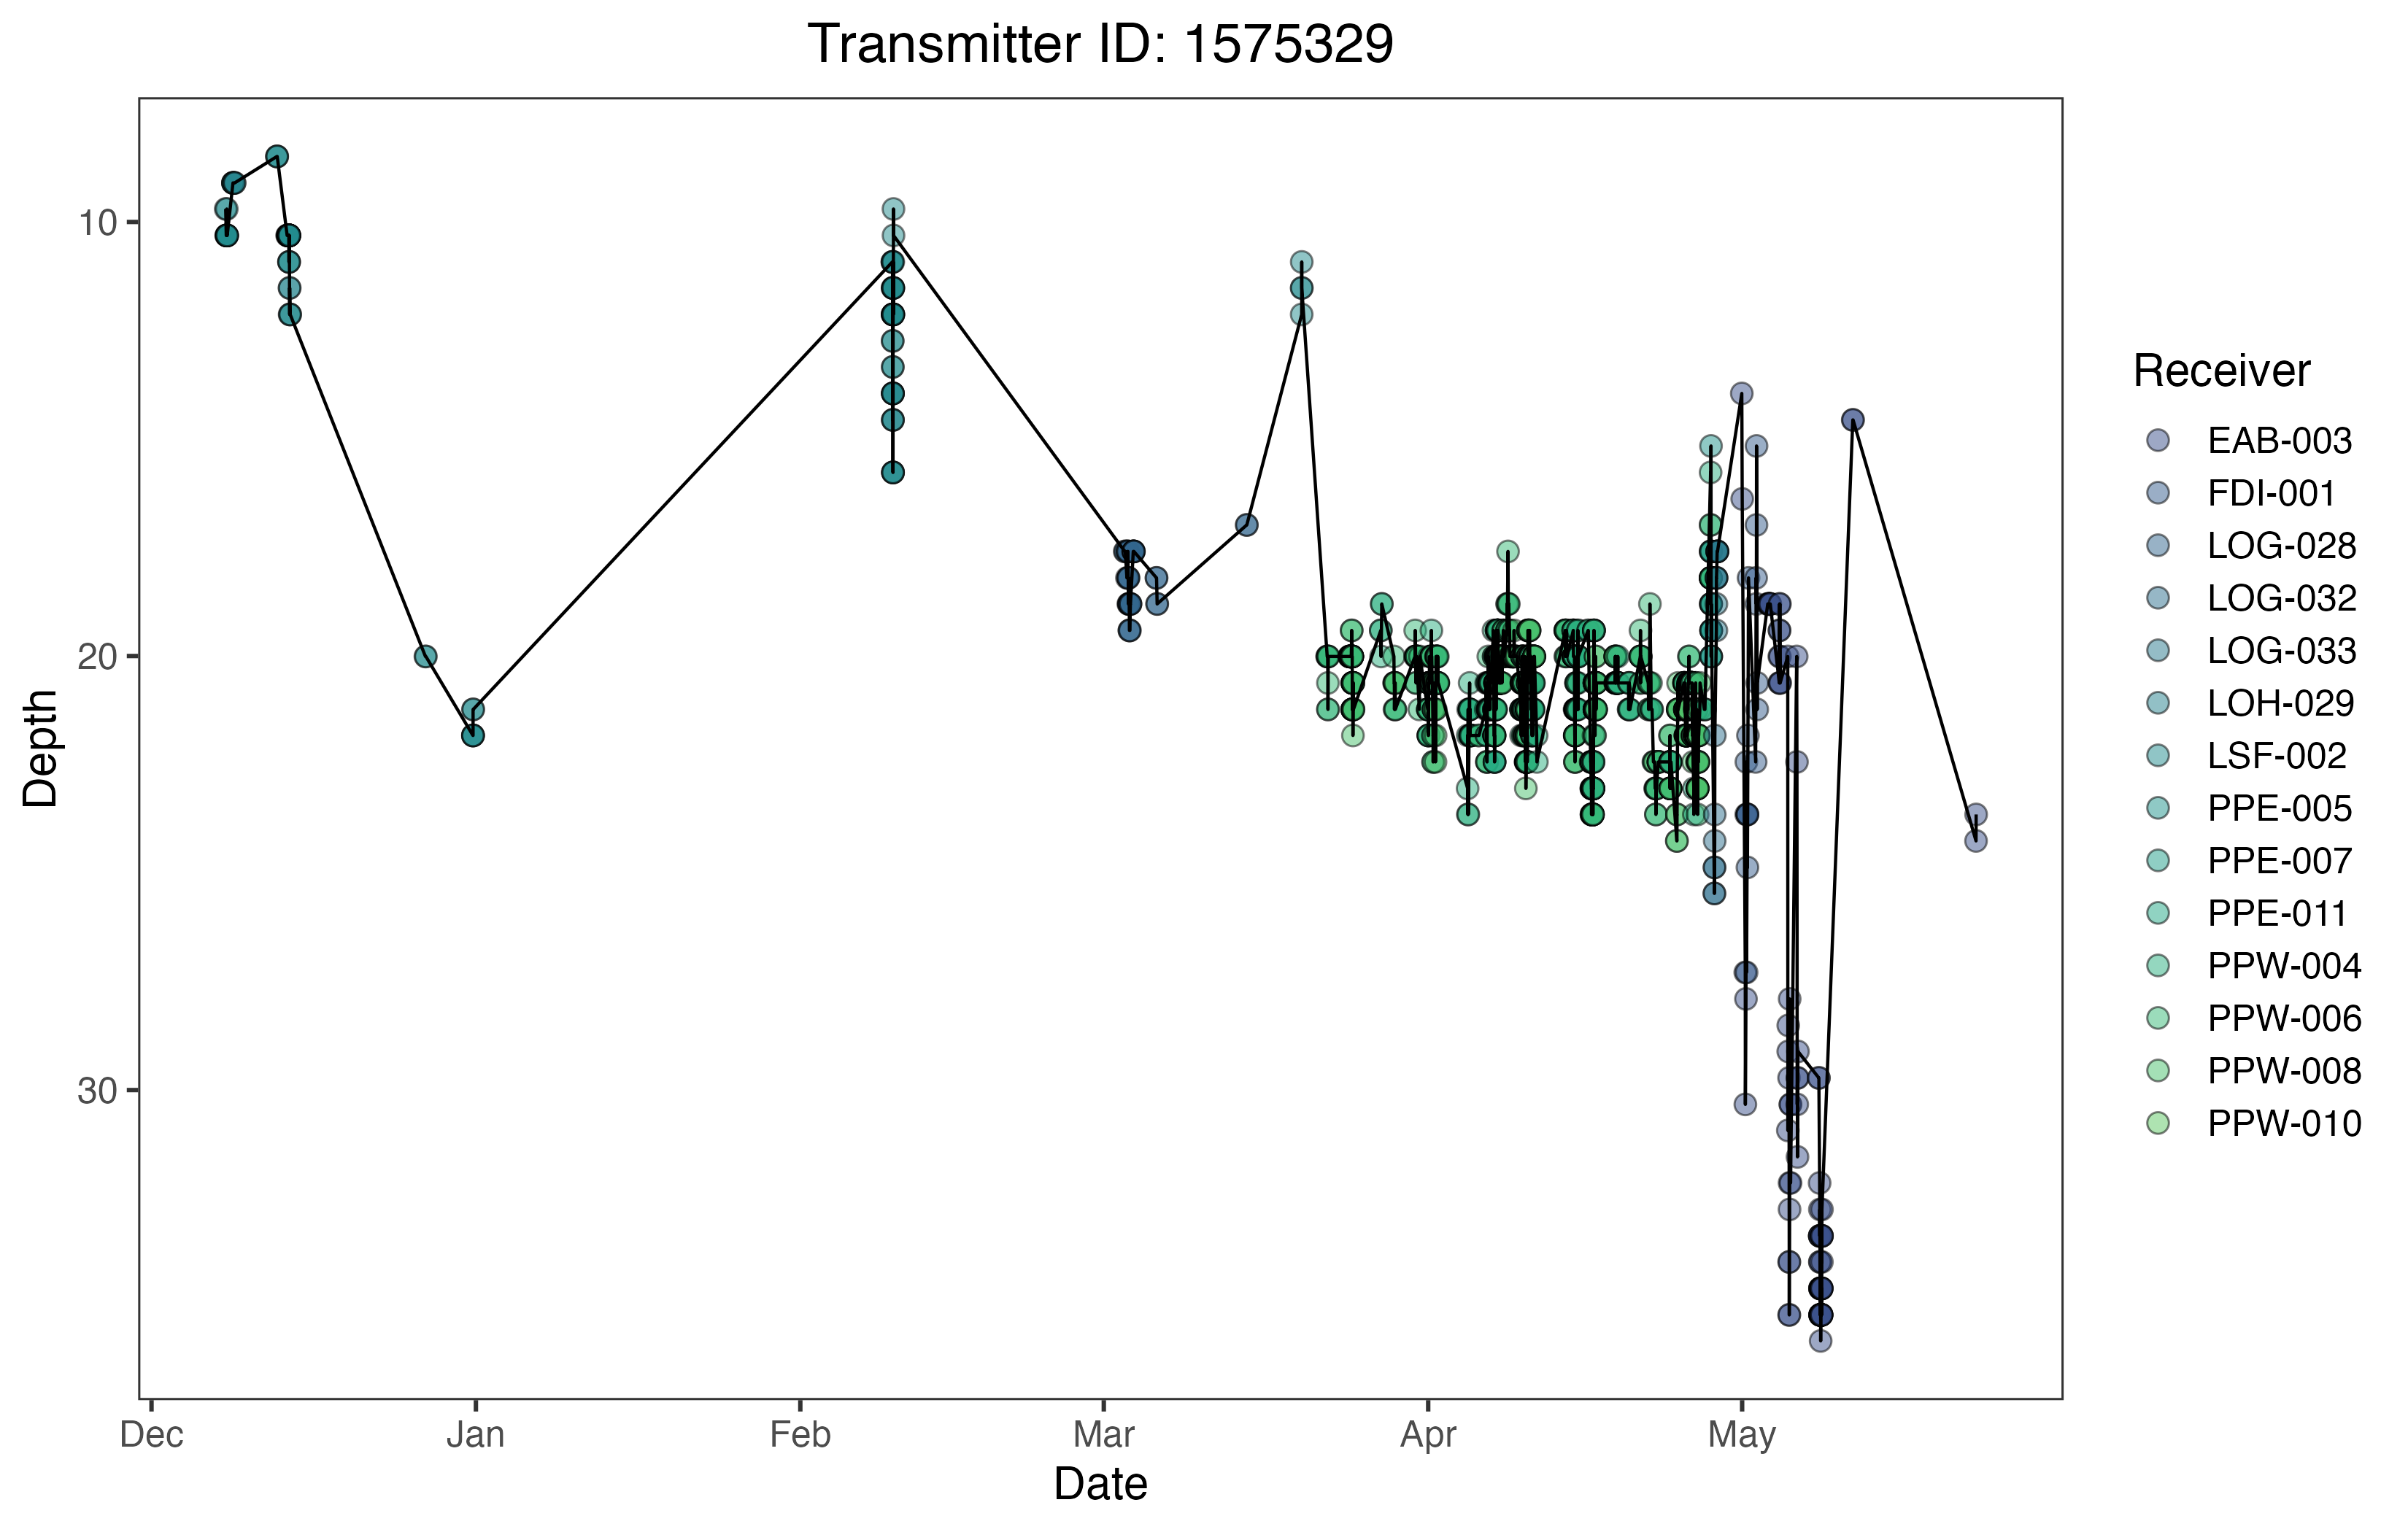 Transmitter ID: 1575329
Depth
10
20
30
Dec Jan Feb Mar Apr May
Date
Receiver
EAB-003
FDI-001
LOG-028
LOG-032
LOG-033
LOH-029
LSF-002
PPE-005
PPE-007
PPE-011
PPW-004
PPW-006
PPW-008
PPW-010